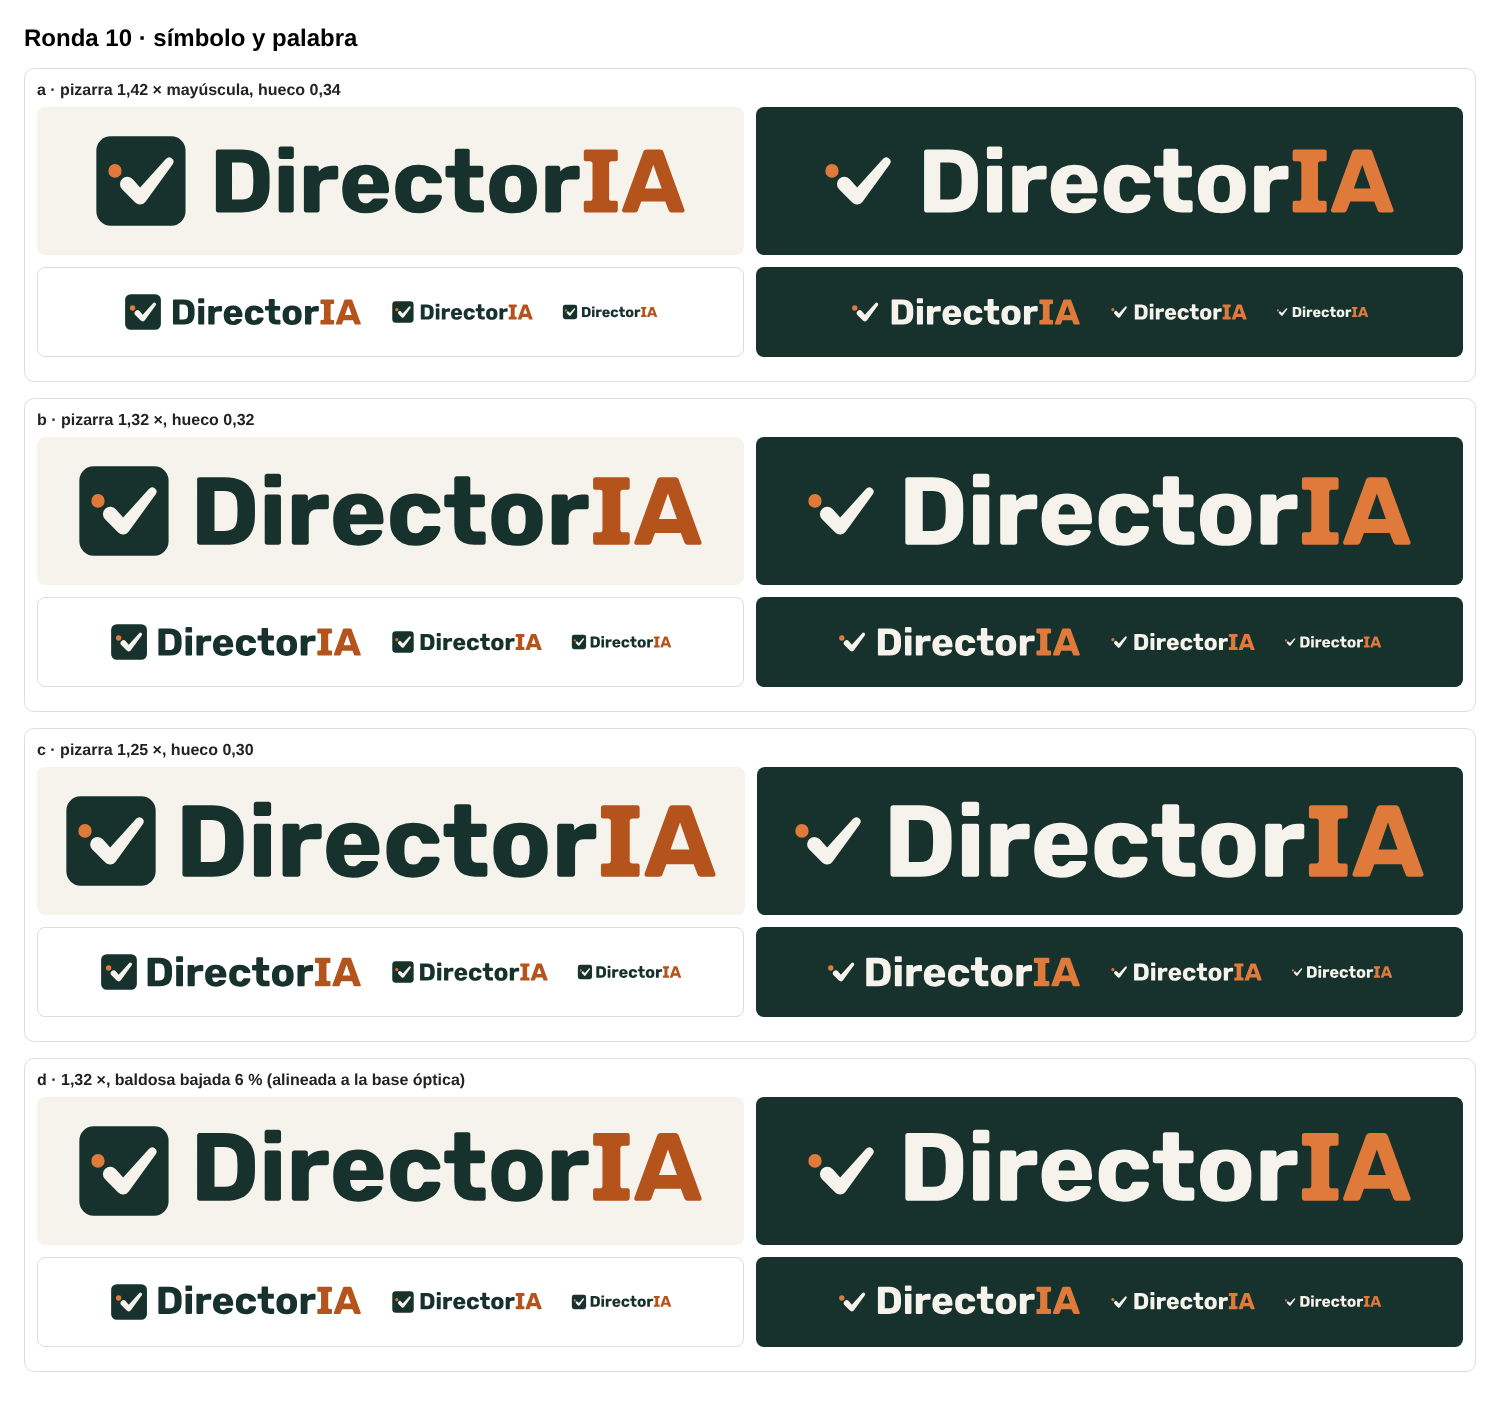 Ronda 10 · símbolo y palabra
a · pizarra 1,42 × mayúscula, hueco 0,34
DirectorIA DirectorIA
DirectorIA DirectorIA DirectorIA DirectorIA DirectorIA DirectorIA
b · pizarra 1,32 ×, hueco 0,32
DirectorIA DirectorIA
DirectorIA DirectorIA DirectorIA DirectorIA DirectorIA DirectorIA
c · pizarra 1,25 ×, hueco 0,30
DirectorIA DirectorIA
DirectorIA DirectorIA DirectorIA DirectorIA DirectorIA DirectorIA
d · 1,32 ×, baldosa bajada 6 % (alineada a la base óptica)
DirectorIA DirectorIA
DirectorIA DirectorIA DirectorIA DirectorIA DirectorIA DirectorIA